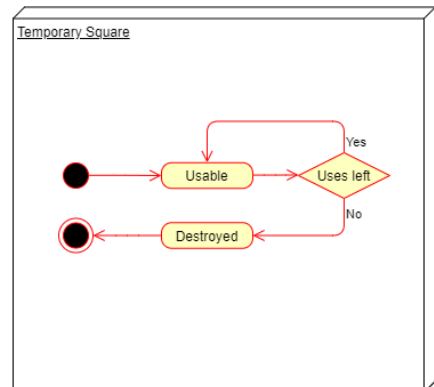 Temporary Square
Yes
Usable
Uses left
No
Destroyed